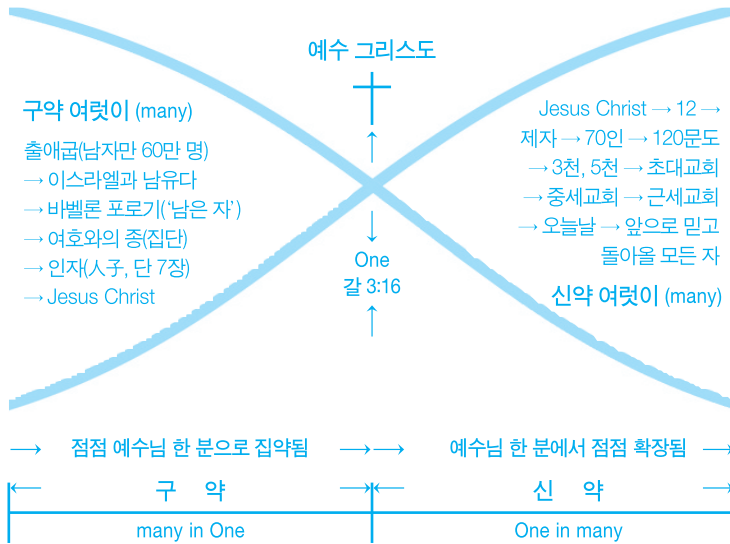 예수 그리스도
구약 여럿이 (many)
출애굽(남자만 60만 명)
→ 이스라엘과 남유다
→ 바벨론 포로기('남은 자')
→ 여호와의 종(집단)
→ 인자(人子, 단 7장)
→ Jesus Christ
One
갈 3:16
Jesus Christ → 12 →
제자 → 70인 → 120문도
→ 3천, 5천 → 초대교회
→ 중세교회 → 근세교회
→ 오늘날 → 앞으로 믿고
돌아올 모든 자
신약 여럿이 (many)
→ 점점 예수님 한 분으로 집약됨 →
→ 예수님 한 분에서 점점 확장됨 →
← 구 약 →
← 신 약 →
many in One
One in many